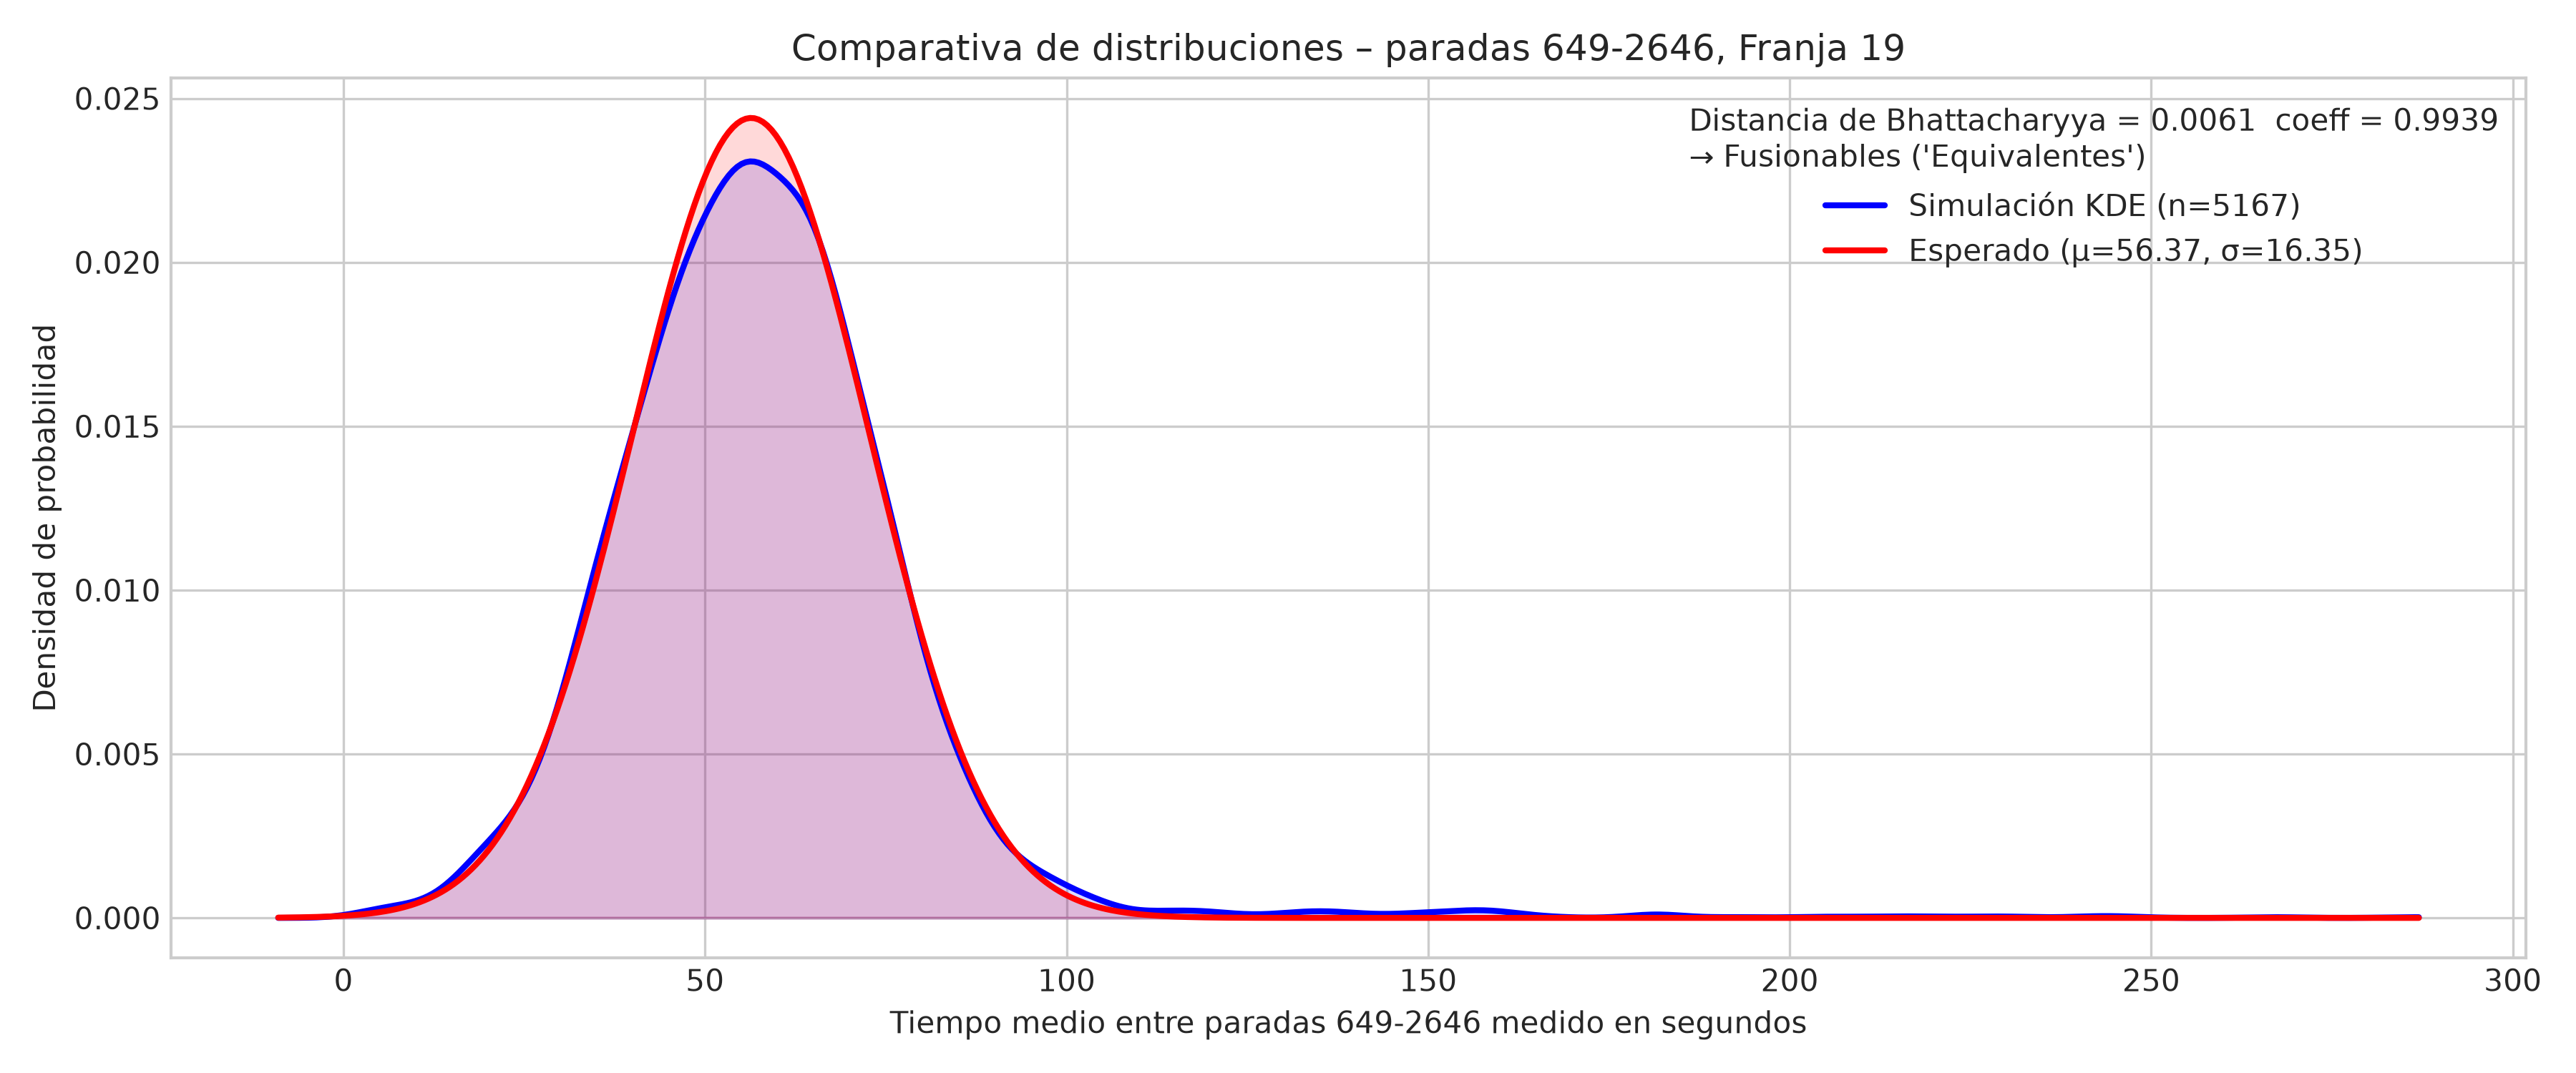 Comparativa de distribuciones – paradas 649-2646, Franja 19
Distancia de Bhattacharyya = 0.0061  coeff = 0.9939
→ Fusionables ('Equivalentes')
Simulación KDE (n=5167)
Esperado (μ=56.37, σ=16.35)
Densidad de probabilidad
0.025
0.020
0.015
0.010
0.005
0.000
0 50 100 150 200 250 300
Tiempo medio entre paradas 649-2646 medido en segundos